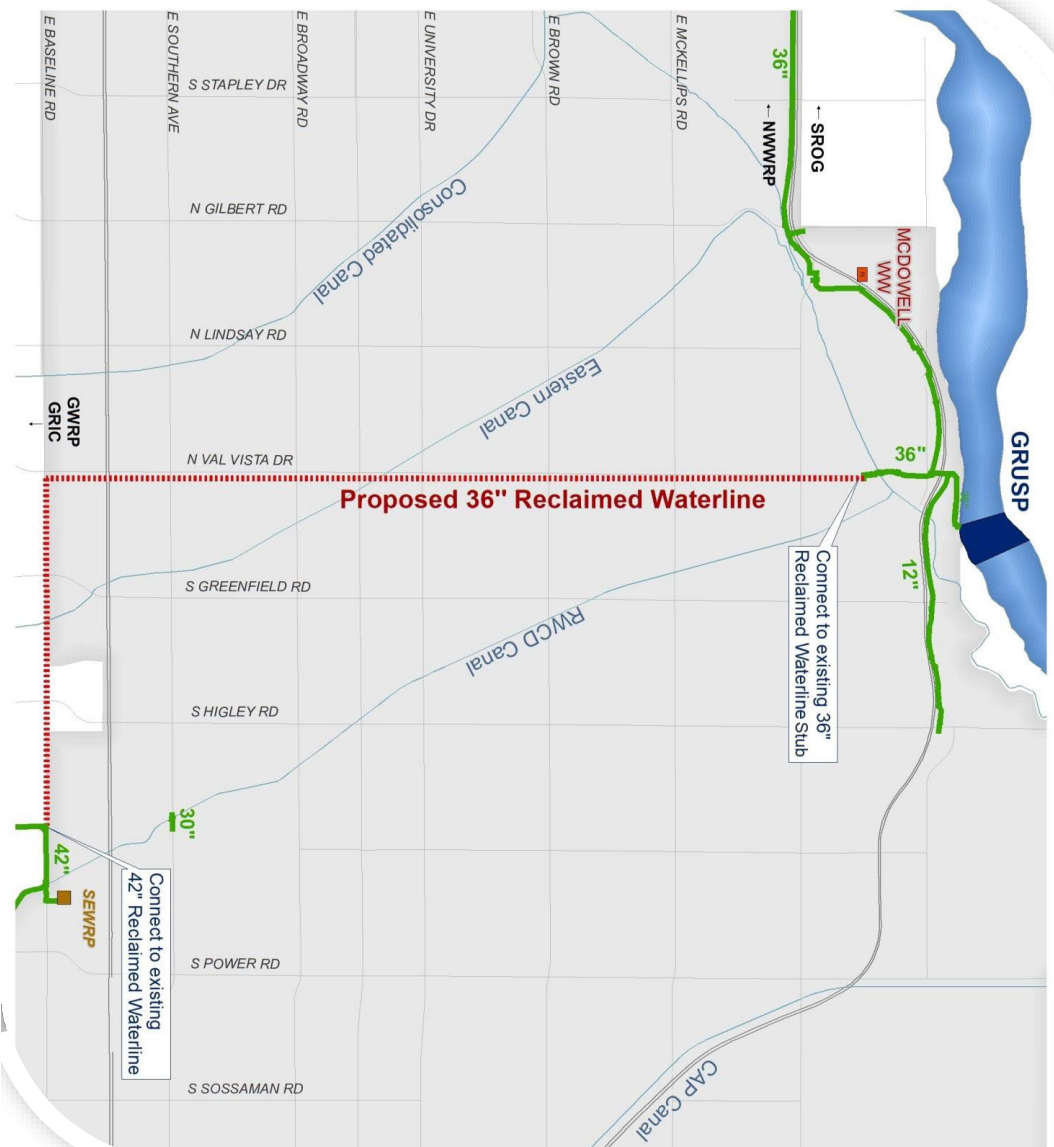 GRUSP
36"
← SROG
← NWWRP
MCDOWELL
WW
36"
12"
Connect to existing 36"
Reclaimed Waterline Stub
Proposed 36" Reclaimed Waterline
E MCKELLIPS RD
E BROWN RD
E UNIVERSITY DR
E BROADWAY RD
E SOUTHERN AVE
E BASELINE RD
S STAPLEY DR
N GILBERT RD
N LINDSAY RD
N VAL VISTA DR
S GREENFIELD RD
S HIGLEY RD
S POWER RD
S SOSSAMAN RD
Consolidated Canal
Eastern Canal
RWCD Canal
CAP Canal
GWRP
GRIC
←
30"
42"
SEWRP
Connect to existing
42" Reclaimed Waterline